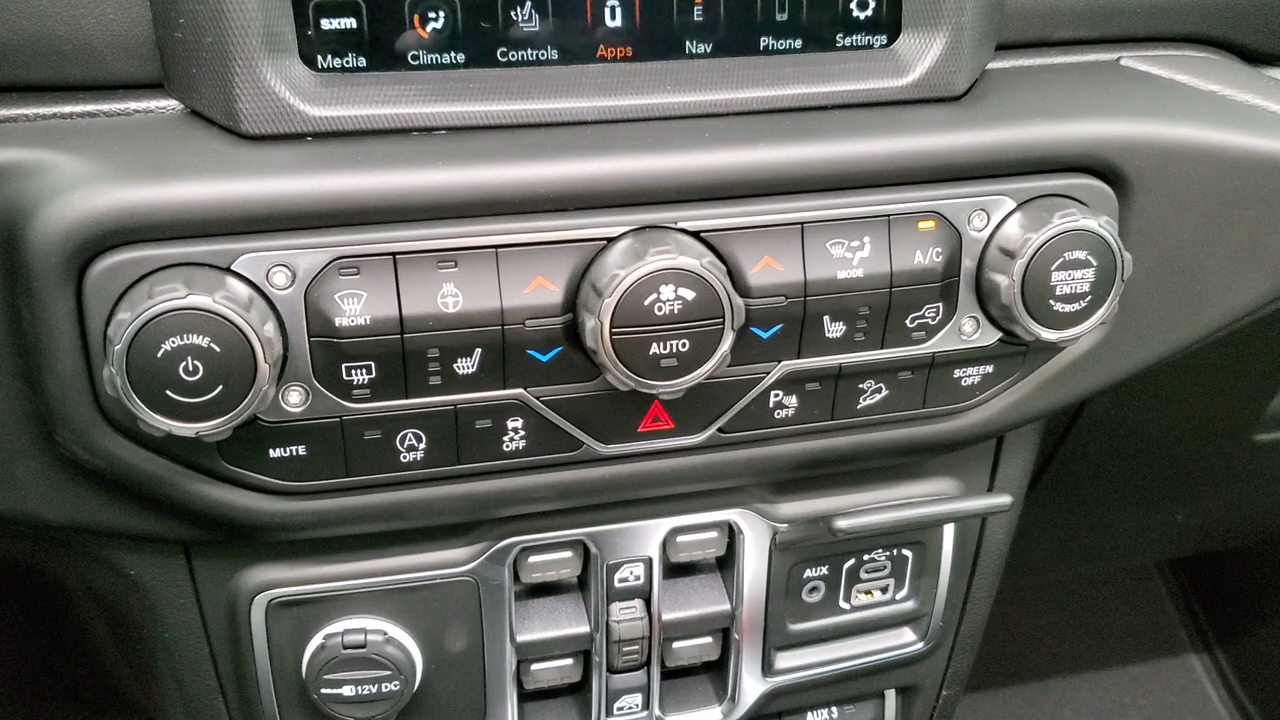 sxm
Media
Climate
Controls
Apps
E
Nav
Phone
Settings
FRONT
OFF
AUTO
MODE
A/C
TUNE
BROWSE
ENTER
SCROLL
VOLUME
MUTE
A
OFF
OFF
P
OFF
SCREEN
OFF
12V DC
AUX
1
AUX 3